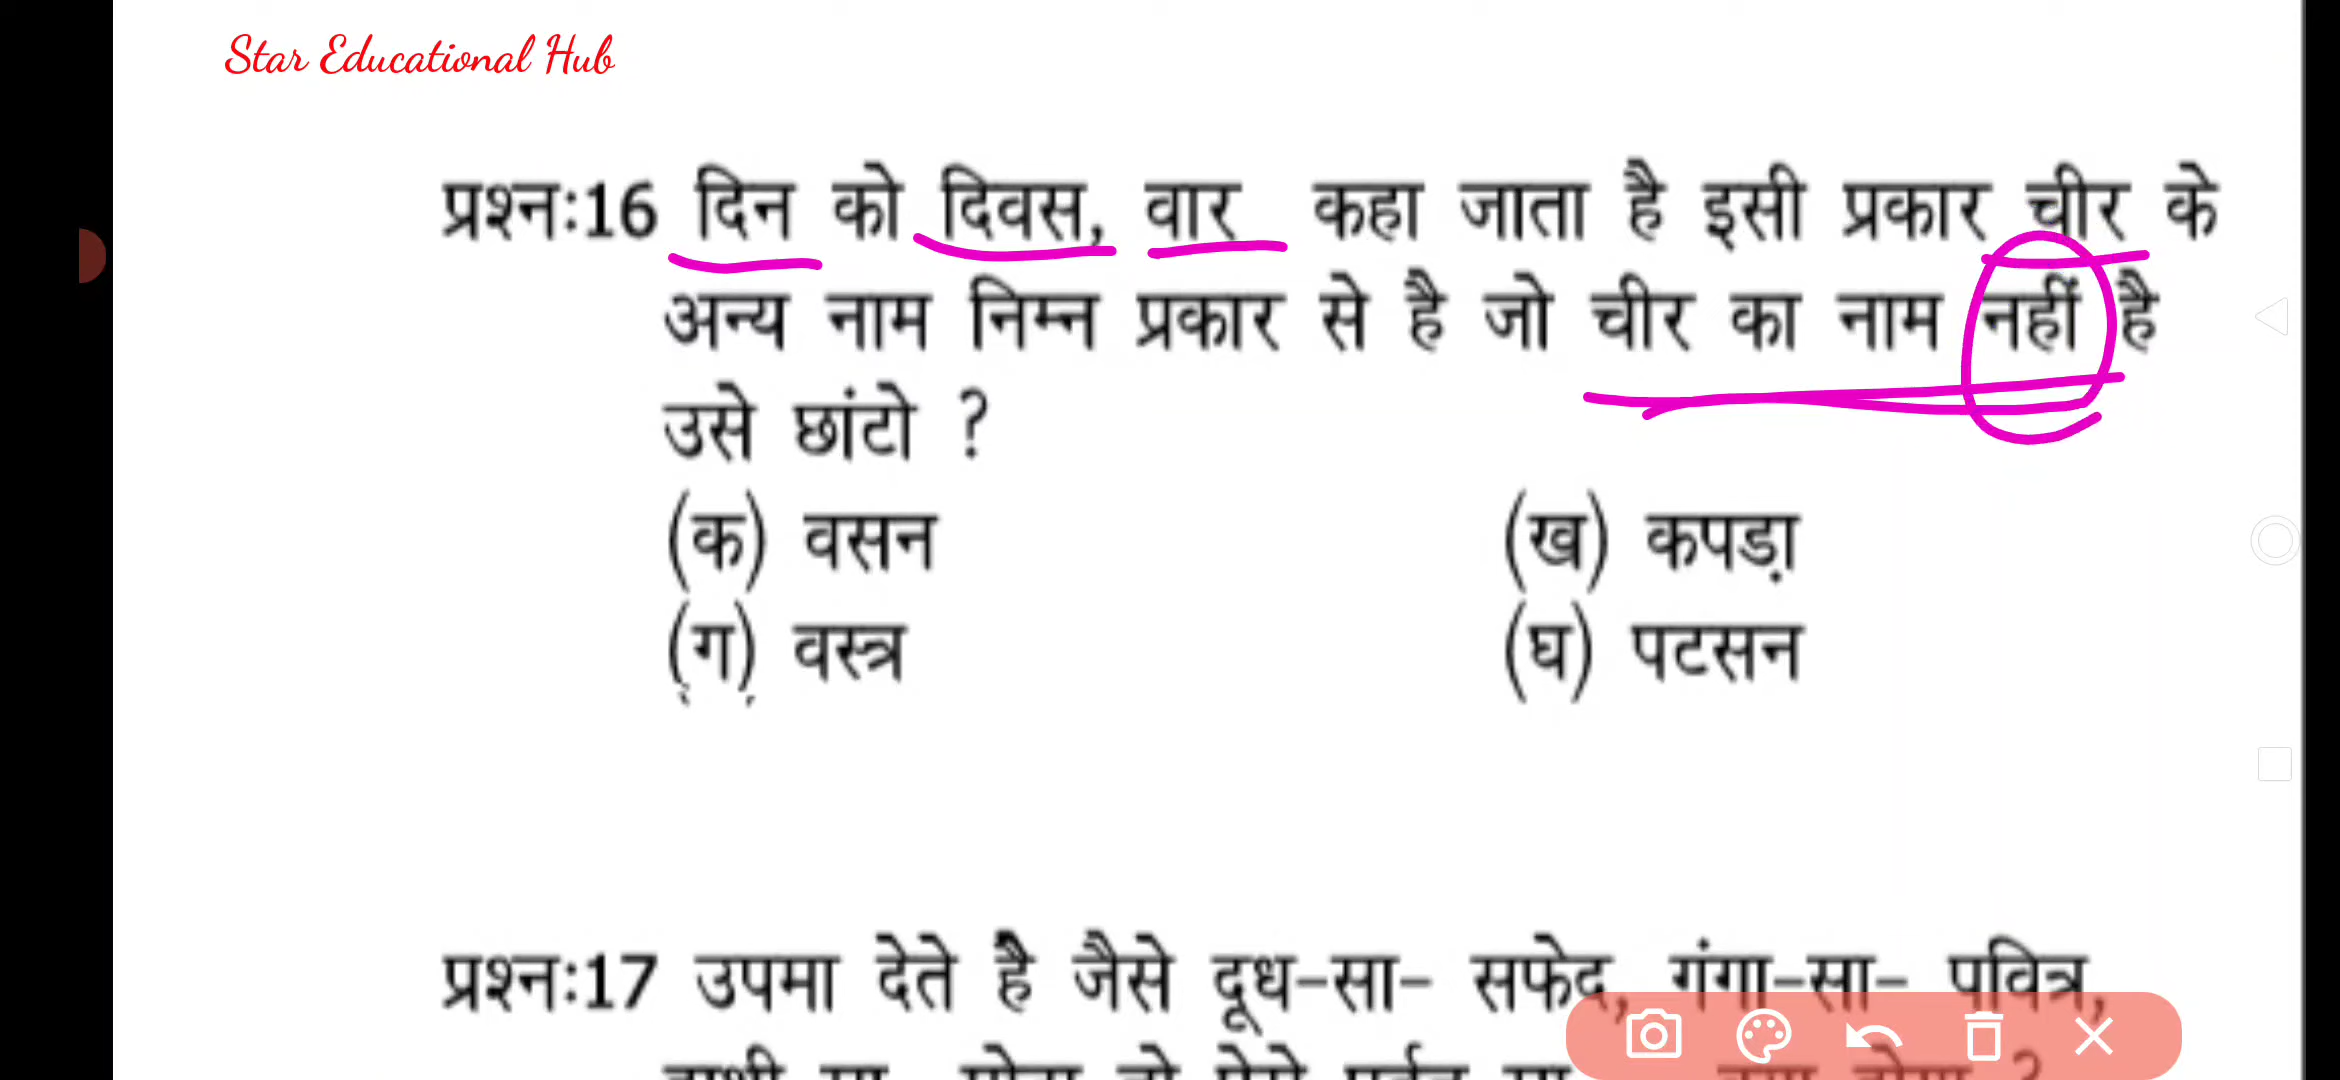 Star Educational Hub
प्रश्न:16 दिन को दिवस, वार कहा जाता है इसी प्रकार चीर के
अन्य नाम निम्न प्रकार से है जो चीर का नाम नहीं है
उसे छांटो ?
(क) वसन (ख) कपड़ा
(ग) वस्त्र (घ) पटसन
प्रश्न:17 उपमा देते है जैसे दूध-सा- सफेद, गंगा-सा- पवित्र,